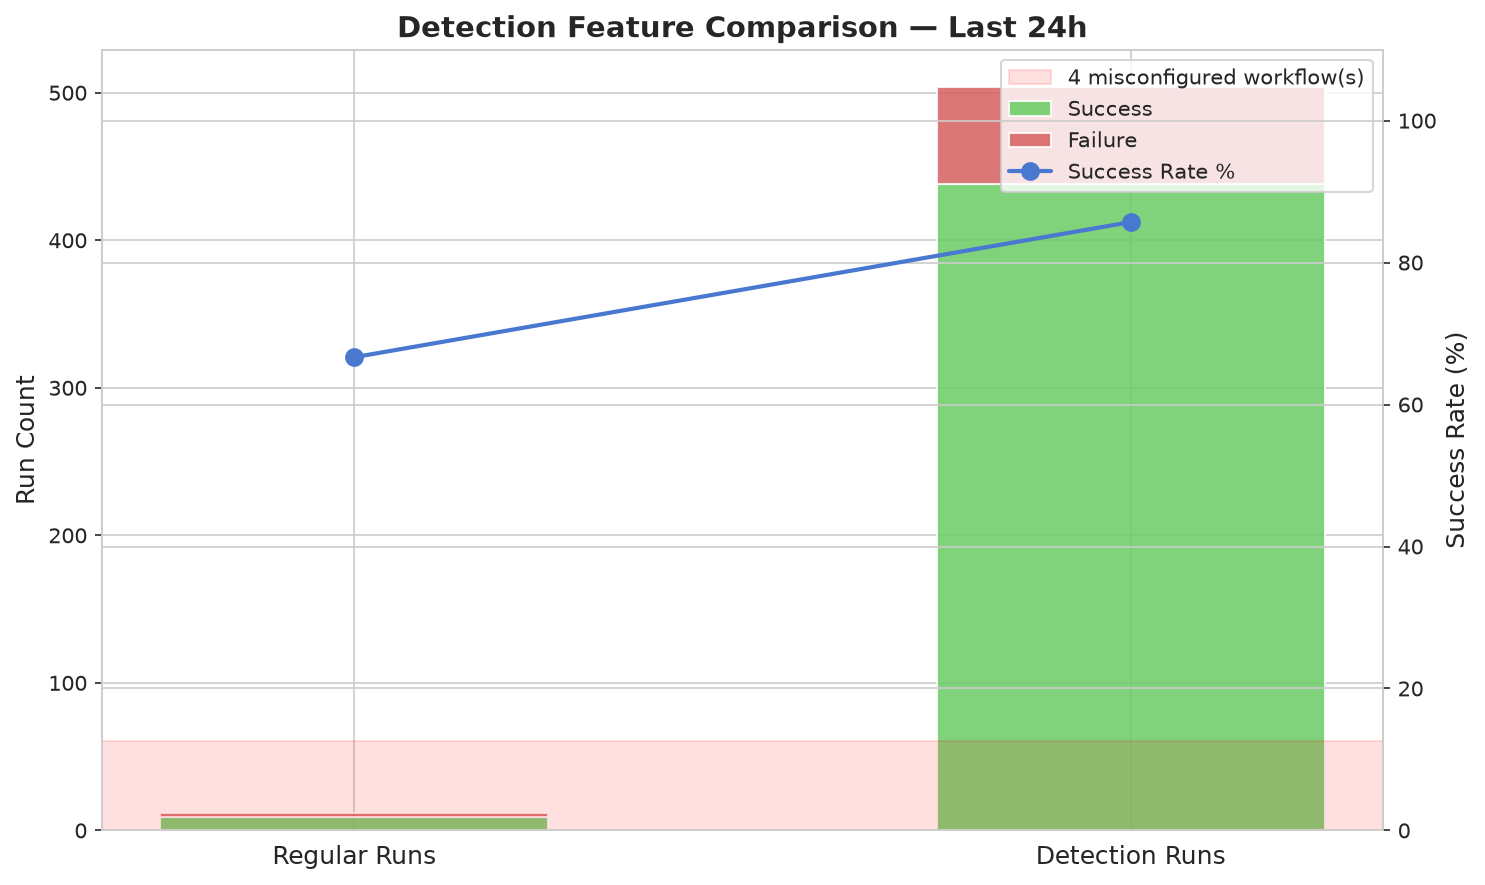 Detection Feature Comparison — Last 24h
4 misconfigured workflow(s)
Success
Failure
Success Rate %
Run Count
500
400
300
200
100
0
100
80
60
40
20
0
Success Rate (%)
Regular Runs
Detection Runs